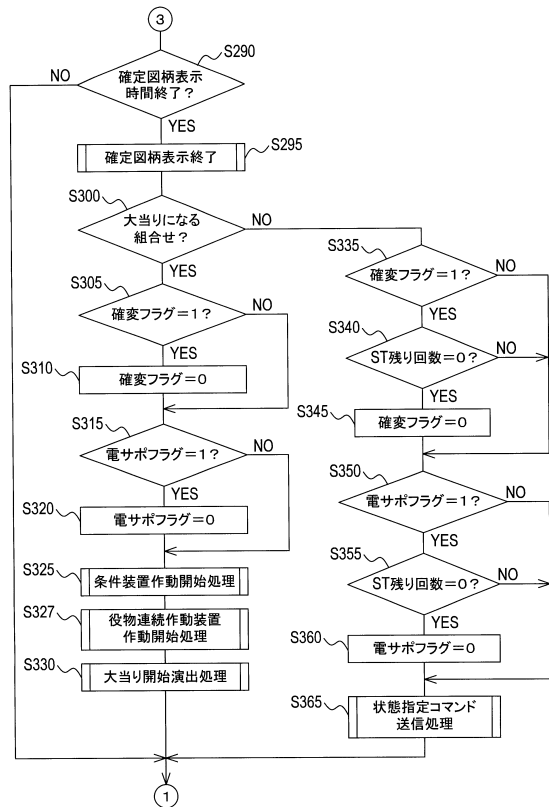 3
S290
確定図柄表示
時間終了?
NO
YES
S295
確定図柄表示終了
S300
大当りになる
組合せ?
NO
YES
S305
確変フラグ=1?
NO
YES
S310
確変フラグ=0
S315
電サポフラグ=1?
NO
YES
S320
電サポフラグ=0
S325
条件装置作動開始処理
S327
役物連続作動装置
作動開始処理
S330
大当り開始演出処理
S335
確変フラグ=1?
NO
YES
S340
ST残り回数=0?
NO
YES
S345
確変フラグ=0
S350
電サポフラグ=1?
NO
YES
S355
ST残り回数=0?
NO
YES
S360
電サポフラグ=0
S365
状態指定コマンド
送信処理
1